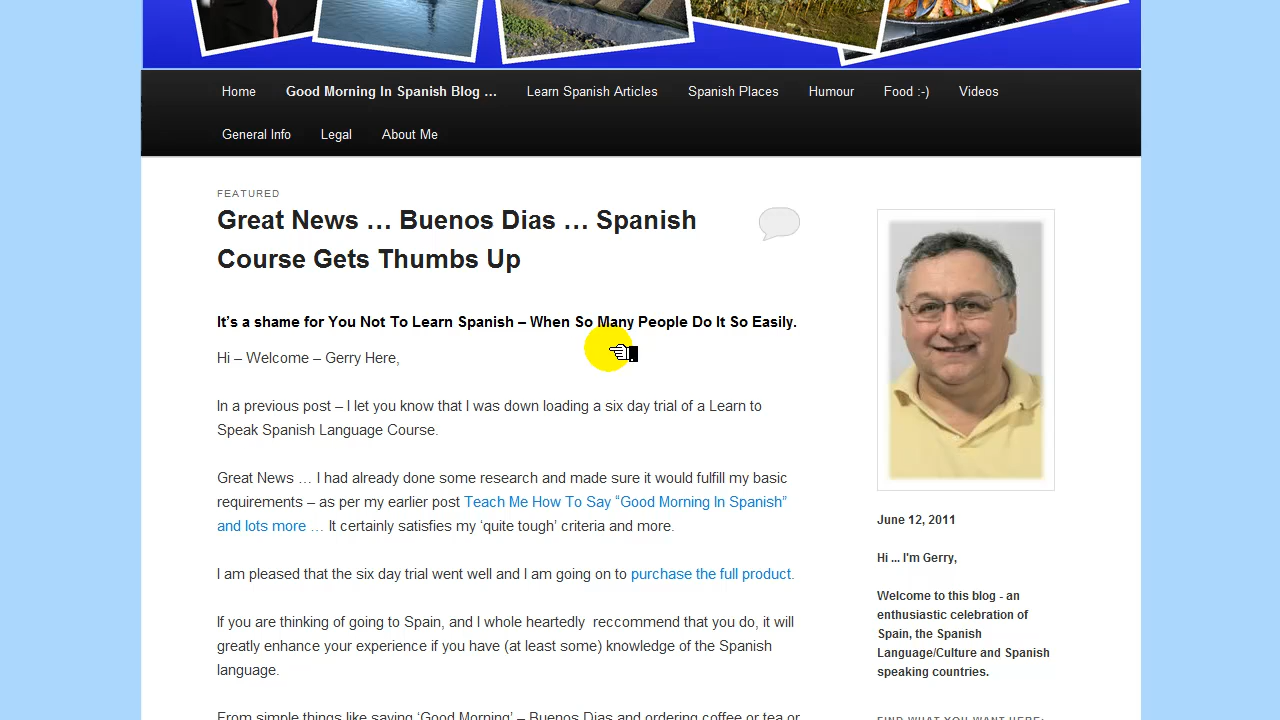 Home Good Morning In Spanish Blog … Learn Spanish Articles Spanish Places Humour Food :-) Videos
General Info Legal About Me
FEATURED
Great News … Buenos Dias … Spanish
Course Gets Thumbs Up
It's a shame for You Not To Learn Spanish – When So Many People Do It So Easily.
Hi – Welcome – Gerry Here,
In a previous post – I let you know that I was down loading a six day trial of a Learn to
Speak Spanish Language Course.
Great News … I had already done some research and made sure it would fulfill my basic
requirements – as per my earlier post Teach Me How To Say “Good Morning In Spanish”
and lots more … It certainly satisfies my ‘quite tough’ criteria and more.
I am pleased that the six day trial went well and I am going on to purchase the full product.
If you are thinking of going to Spain, and I whole heartedly reccommend that you do, it will
greatly enhance your experience if you have (at least some) knowledge of the Spanish
language.
From simple things like saying ‘Good Morning’ – Buenos Dias and ordering coffee or tea or
June 12, 2011
Hi ... I'm Gerry,
Welcome to this blog - an
enthusiastic celebration of
Spain, the Spanish
Language/Culture and Spanish
speaking countries.
FIND WHAT YOU WANT HERE: